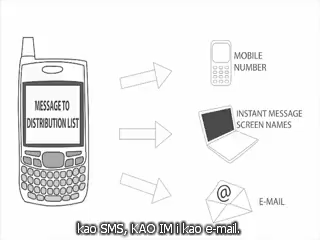 MESSAGE TO
DISTRIBUTION LIST
MOBILE
NUMBER
INSTANT MESSAGE
SCREEN NAMES
@
E-MAIL
kao SMS, KAO IM i kao e-mail.